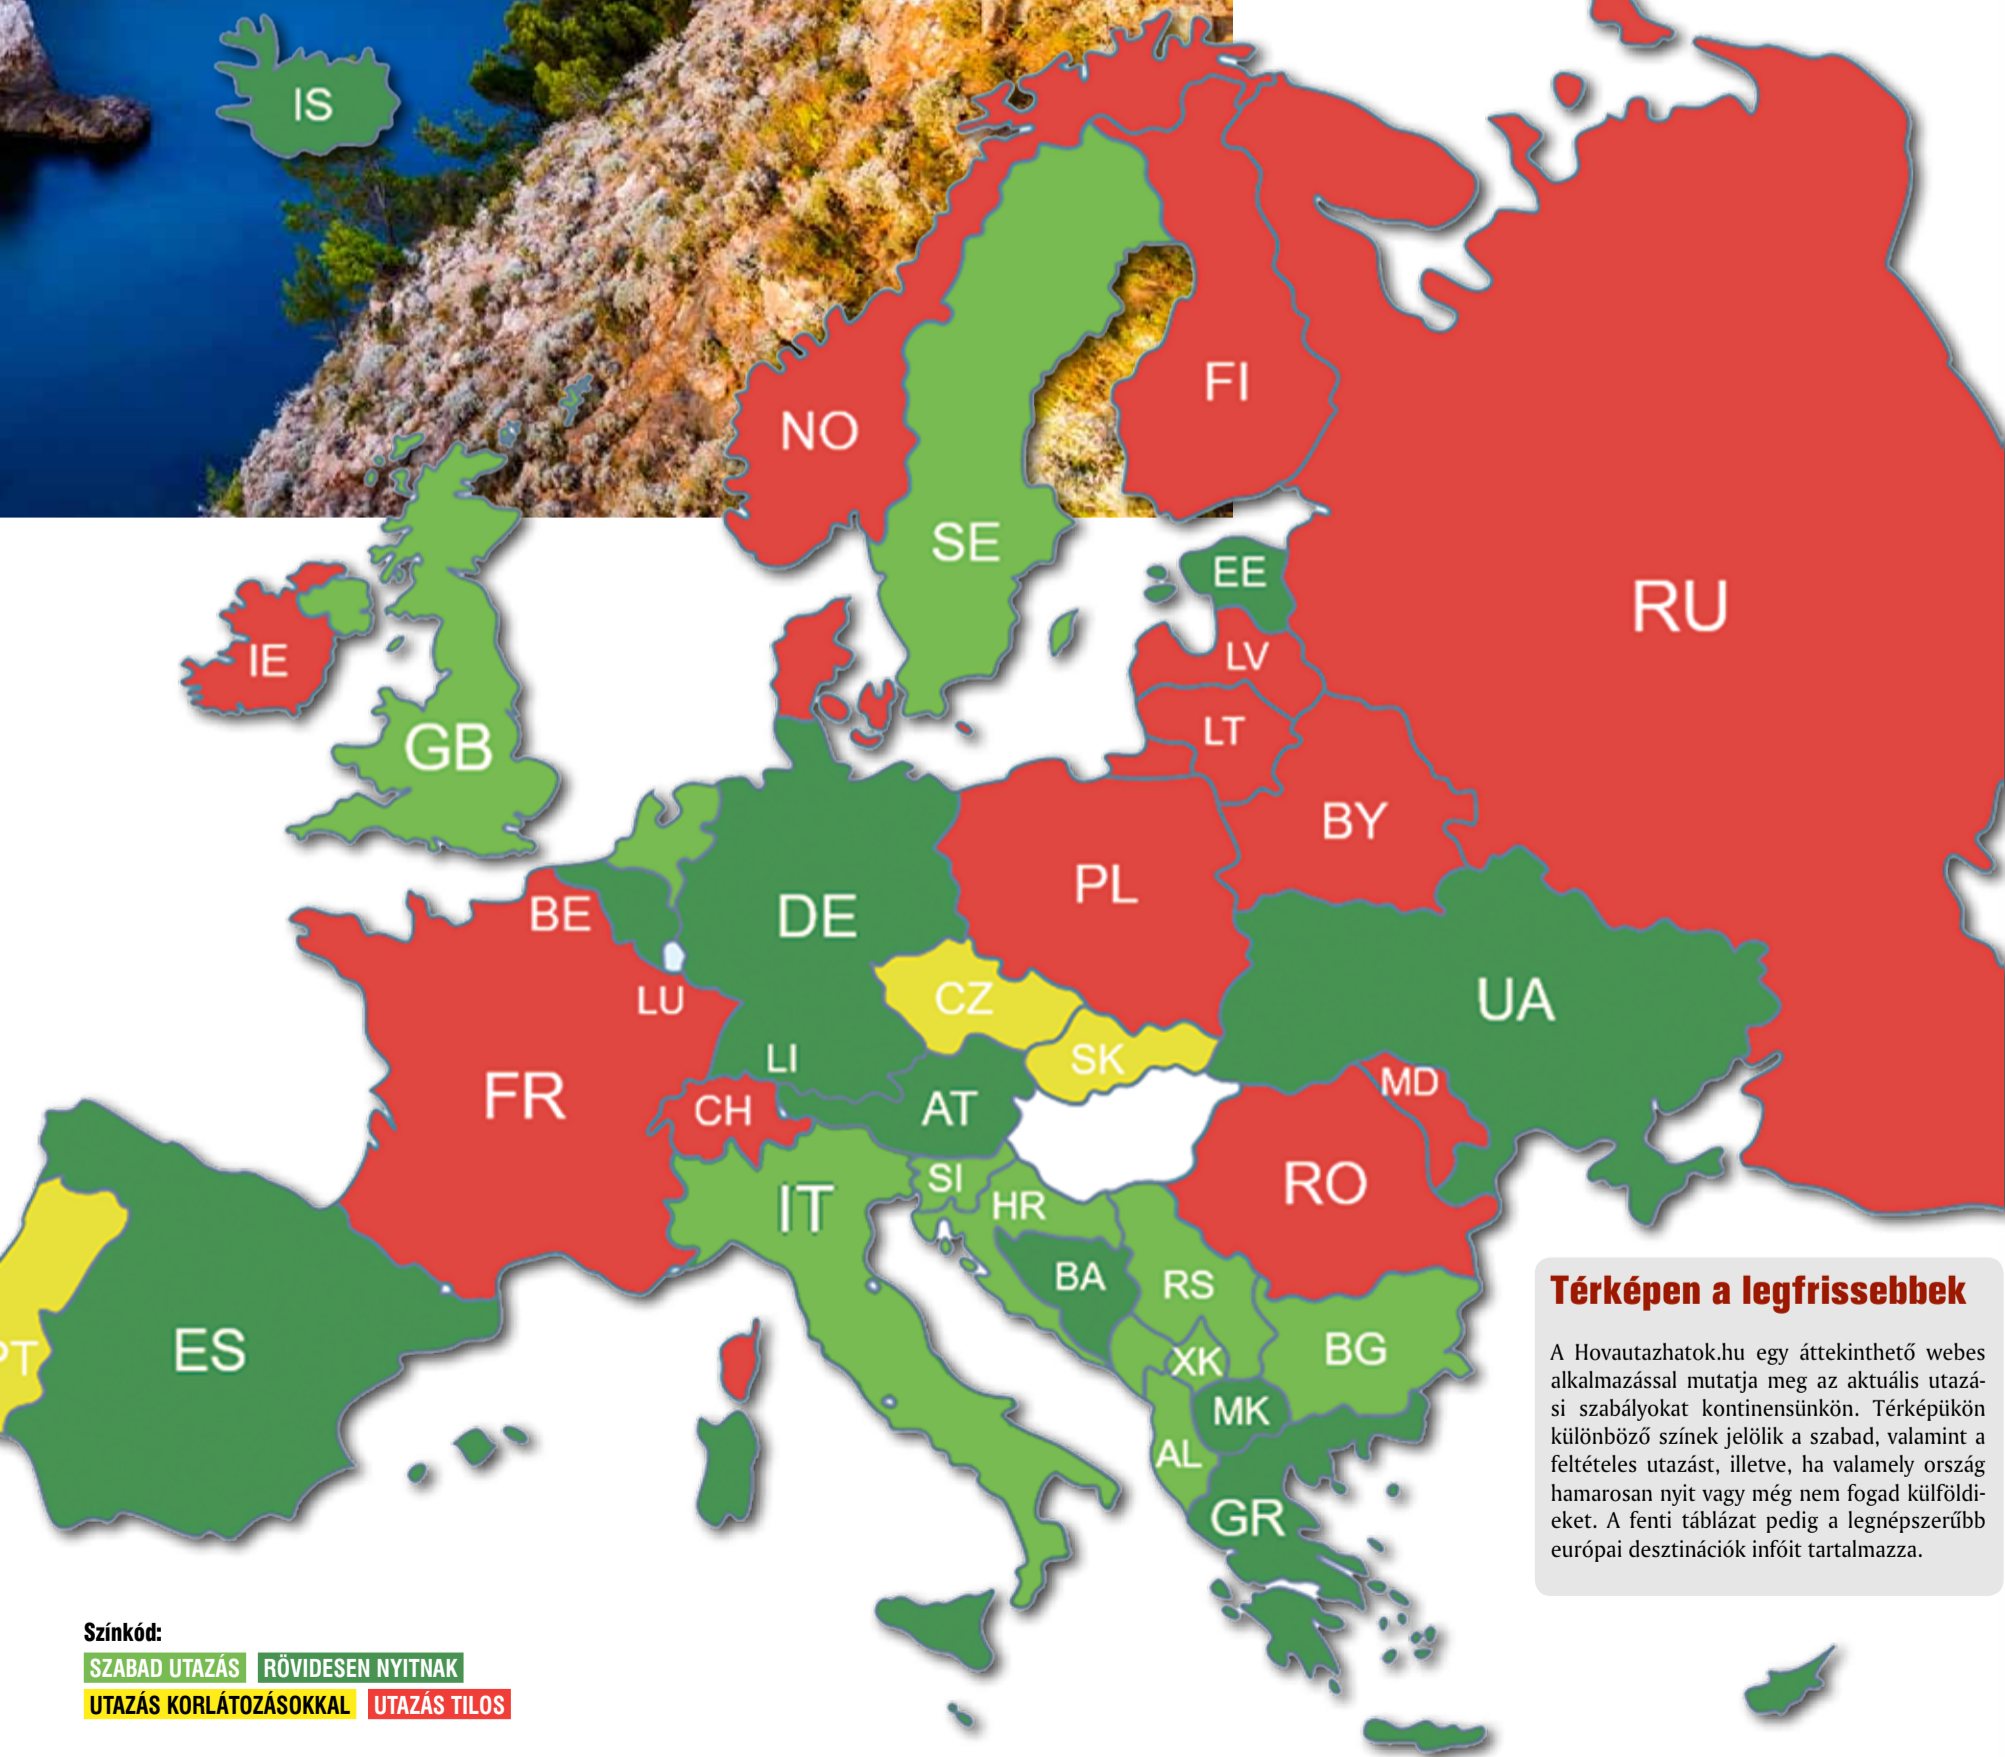 IS
NO
FI
SE
EE
RU
IE
LV
GB
LT
BY
PL
BE
DE
CZ
UA
LU
LI
SK
MD
FR
CH
AT
IT
SI
HR
RO
BA
RS
PT
ES
XK
BG
MK
AL
GR
Térképen a legfrissebbek
A Hovautazhatok.hu egy áttekinthető webes
alkalmazással mutatja meg az aktuális utazá-
si szabályokat kontinensünkön. Térképükön
különböző színek jelölik a szabad, valamint a
feltételes utazást, illetve, ha valamely ország
hamarosan nyit vagy még nem fogad külföldi-
eket. A fenti táblázat pedig a legnépszerűbb
európai desztinációk infóit tartalmazza.
Színkód:
SZABAD UTAZÁS RÖVIDESEN NYITNAK
UTAZÁS KORLÁTOZÁSOKKAL UTAZÁS TILOS